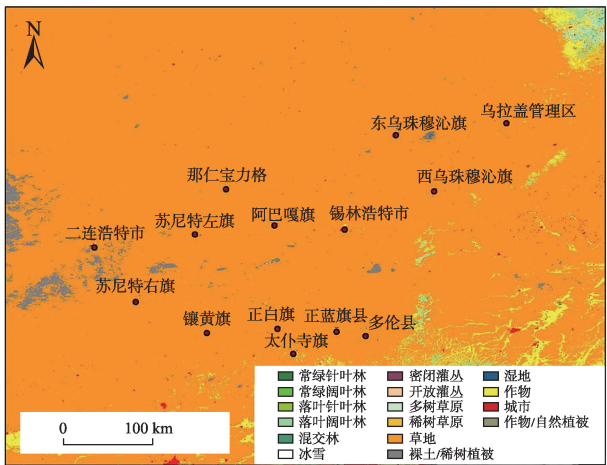 N
乌拉盖管理区
东乌珠穆沁旗
那仁宝力格
西乌珠穆沁旗
苏尼特左旗
阿巴嘎旗
锡林浩特市
二连浩特市
苏尼特右旗
镶黄旗
正白旗
正蓝旗县
多伦县
太仆寺旗
0 100 km
常绿针叶林 密闭灌丛 湿地
常绿阔叶林 开放灌丛 作物
落叶针叶林 多树草原 城市
落叶阔叶林 稀树草原 作物/自然植被
混交林 草地
冰雪 裸土/稀树植被